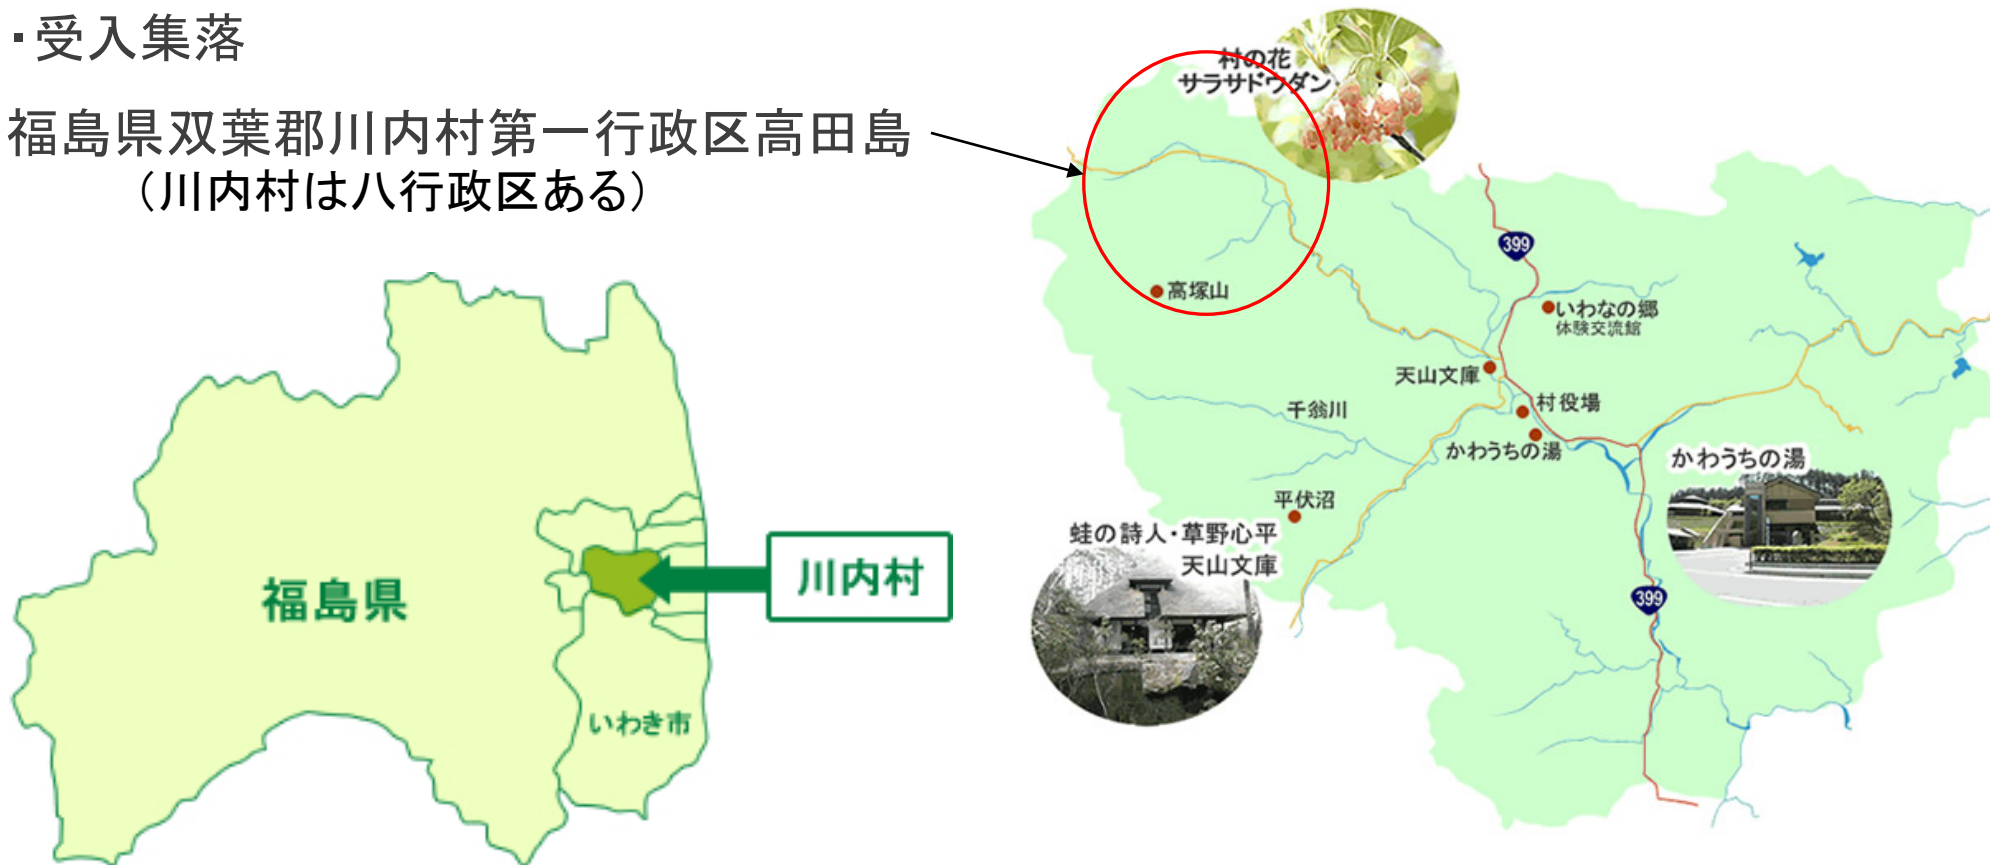 ・受入集落
福島県双葉郡川内村第一行政区高田島
（川内村は八行政区ある）
福島県
川内村
いわき市
村の花
サラサドウダン
399
高塚山
いわなの郷
体験交流館
天山文庫
千翁川
村役場
かわうちの湯
かわうちの湯
平伏沼
蛙の詩人・草野心平
天山文庫
399